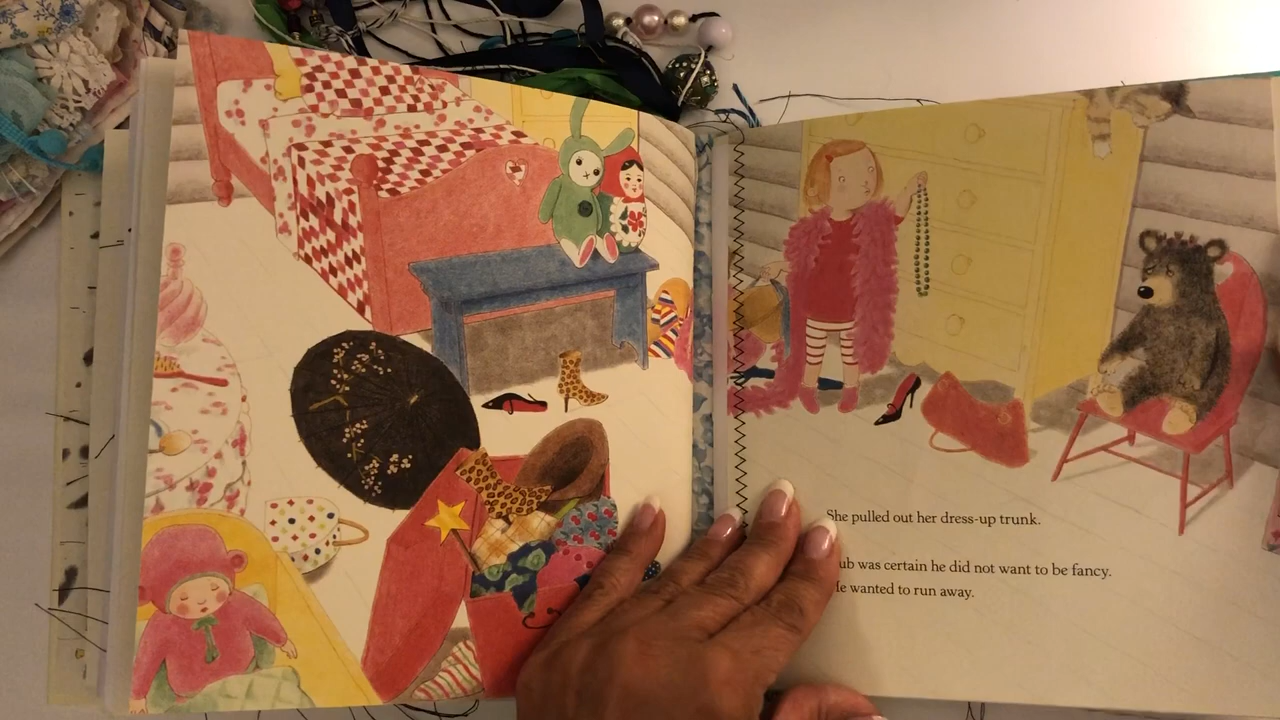 She pulled out her dress-up trunk.
ub was certain he did not want to be fancy.
He wanted to run away.